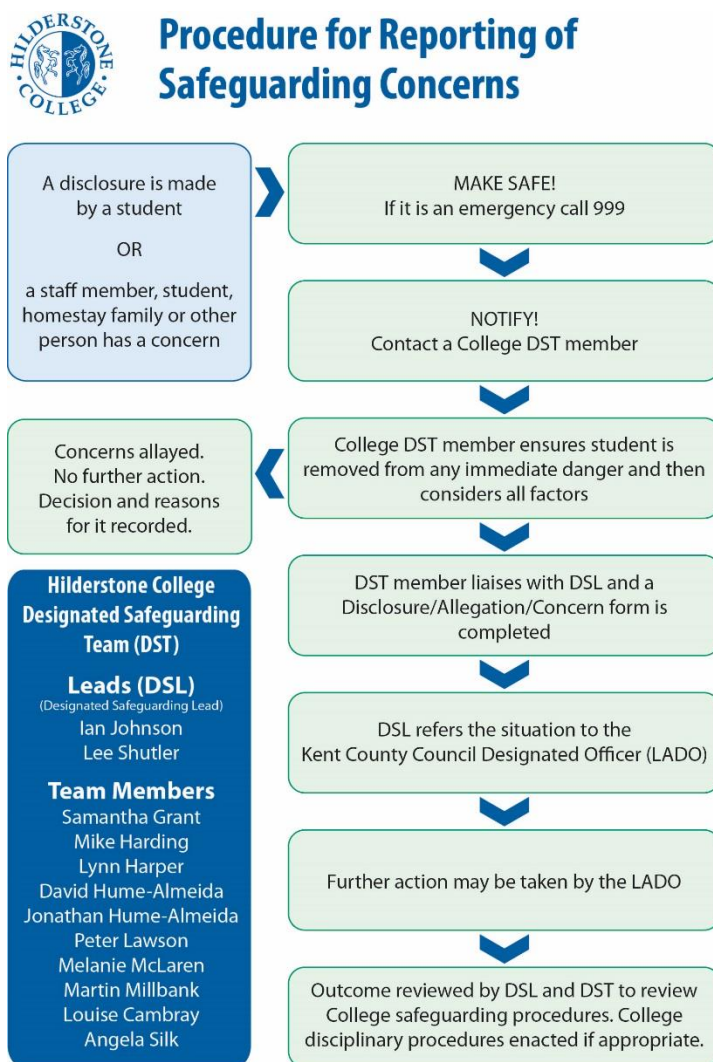 HILDERSTONE
• COLLEGE •
Procedure for Reporting of
Safeguarding Concerns
A disclosure is made
by a student
OR
a staff member, student,
homestay family or other
person has a concern
MAKE SAFE!
If it is an emergency call 999
NOTIFY!
Contact a College DST member
College DST member ensures student is
removed from any immediate danger and then
considers all factors
Concerns allayed.
No further action.
Decision and reasons
for it recorded.
DST member liaises with DSL and a
Disclosure/Allegation/Concern form is
completed
DSL refers the situation to the
Kent County Council Designated Officer (LADO)
Further action may be taken by the LADO
Outcome reviewed by DSL and DST to review
College safeguarding procedures. College
disciplinary procedures enacted if appropriate.
Hilderstone College
Designated Safeguarding
Team (DST)
Leads (DSL)
(Designated Safeguarding Lead)
Ian Johnson
Lee Shutler
Team Members
Samantha Grant
Mike Harding
Lynn Harper
David Hume-Almeida
Jonathan Hume-Almeida
Peter Lawson
Melanie McLaren
Martin Millbank
Louise Cambray
Angela Silk